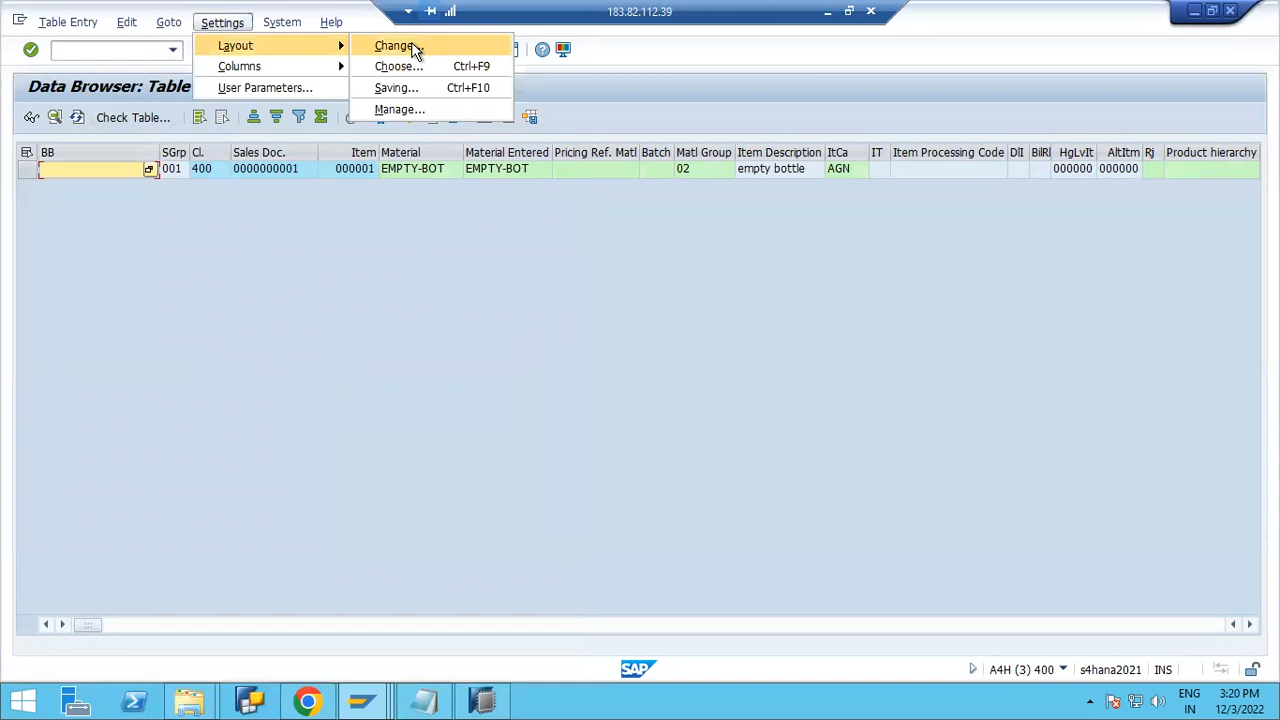 183.82.112.39
Table Entry Edit Goto Settings System Help
Layout
Columns
User Parameters...
Change...
Choose... Ctrl+F9
Saving... Ctrl+F10
Manage...
Data Browser: Table
Check Table...
BB SGrp Cl. Sales Doc. Item Material Material Entered Pricing Ref. Matl Batch Matl Group Item Description ItCa IT Item Processing Code DlI BilRl HgLvIt AltItm Rj Product hierarchy
001 400 0000000001 000001 EMPTY-BOT EMPTY-BOT 02 empty bottle AGN 000000 000000
SAP
A4H (3) 400 s4hana2021 INS
ENG 3:20 PM
IN 12/3/2022